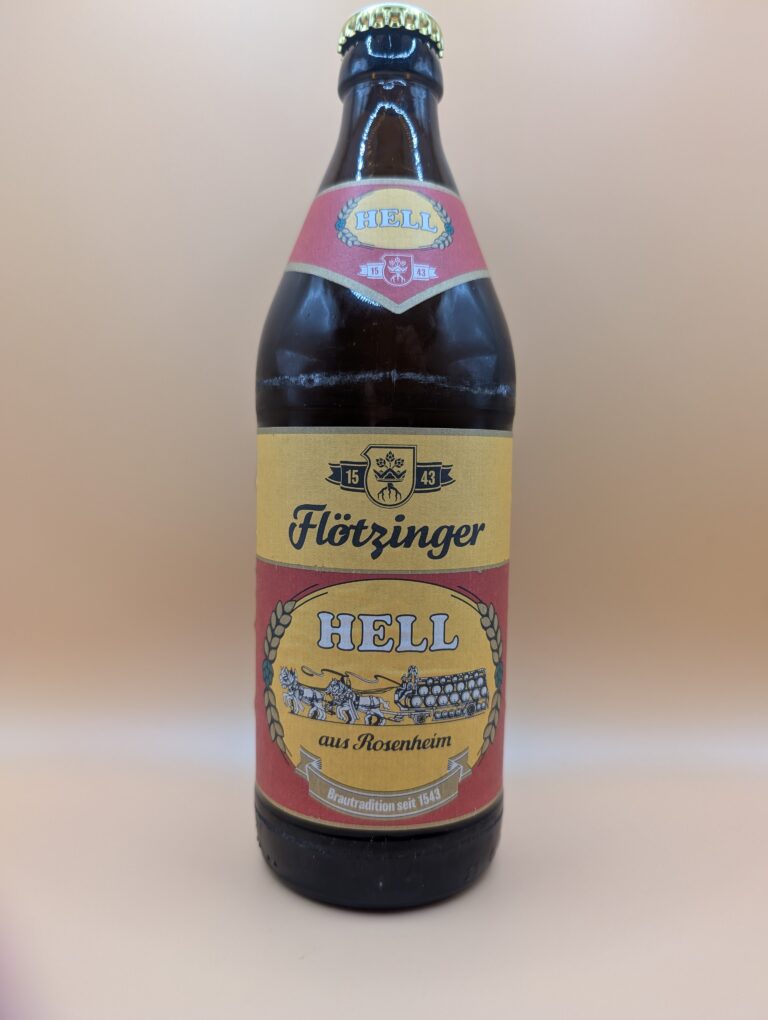 HELL
15 43
15 43
Flötzinger
HELL
aus Rosenheim
Brautradition seit 1543